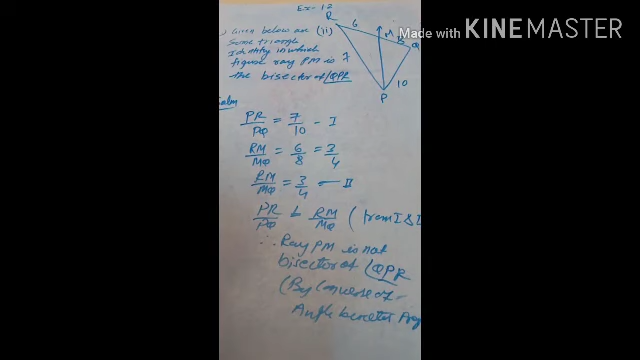 Ex-1.2
Given below are (ii)
Some triangle
Identify in which
figure ray PM is
the bisector of ∠QPR
R
6
M
8
Q
7
10
P
Soln
PR/PQ = 7/10 - I
RM/MQ = 6/8 = 3/4
RM/MQ = 3/4 — II
PR/PQ ≠ RM/MQ (from I & I
∴ Ray PM is not
bisector of ∠QPR
(By Converse of
Angle bisector
Made with KINEMASTER